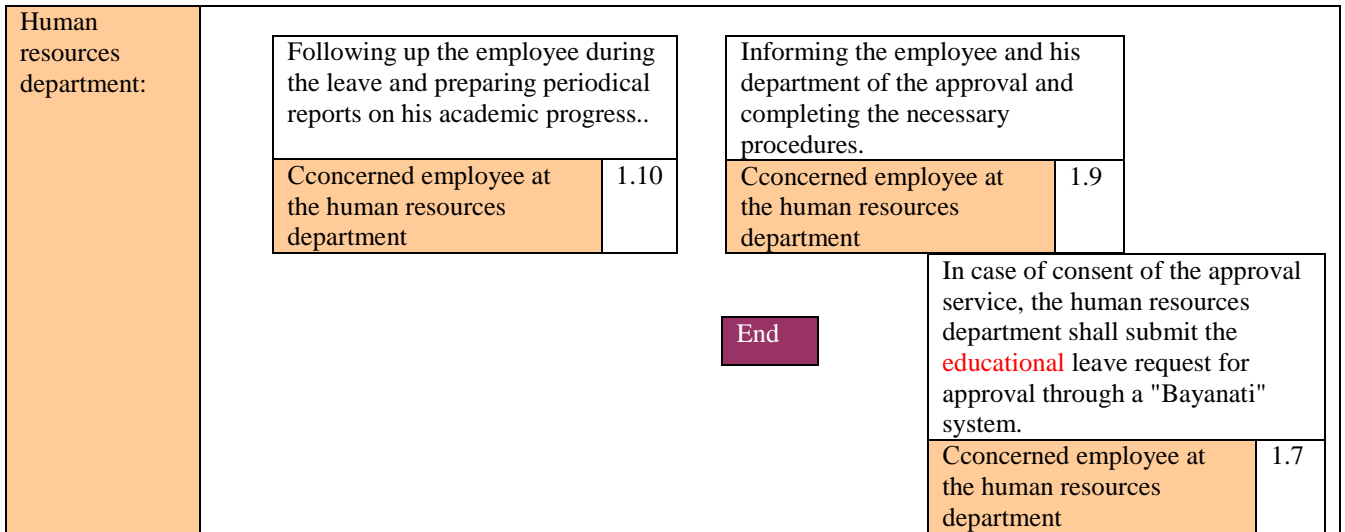 Human
resources
department:
Following up the employee during
the leave and preparing periodical
reports on his academic progress..
Cconcerned employee at
the human resources
department
1.10
Informing the employee and his
department of the approval and
completing the necessary
procedures.
Cconcerned employee at
the human resources
department
1.9
End
In case of consent of the approval
service, the human resources
department shall submit the
educational leave request for
approval through a "Bayanati"
system.
Cconcerned employee at
the human resources
department
1.7